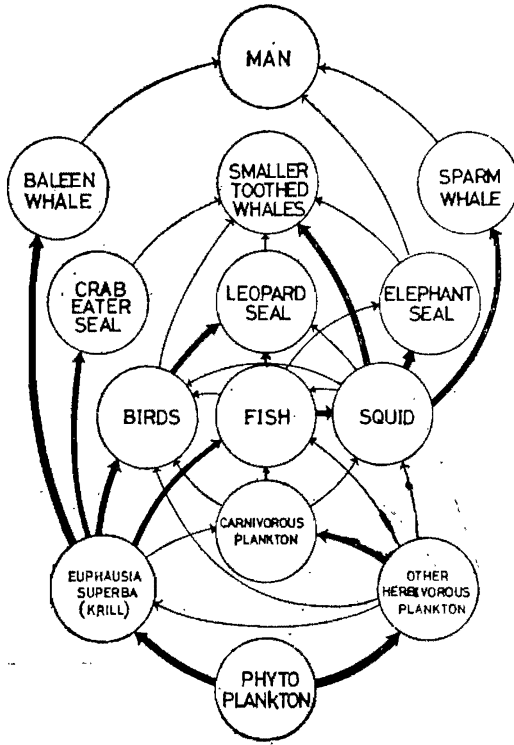 MAN
BALEEN
WHALE
SMALLER
TOOTHED
WHALES
SPARM
WHALE
CRAB
EATER
SEAL
LEOPARD
SEAL
ELEPHANT
SEAL
BIRDS
FISH
SQUID
CARNIVOROUS
PLANKTON
EUPHAUSIA
SUPERBA
(KRILL)
OTHER
HERBIVOROUS
PLANKTON
PHYTO
PLANKTON